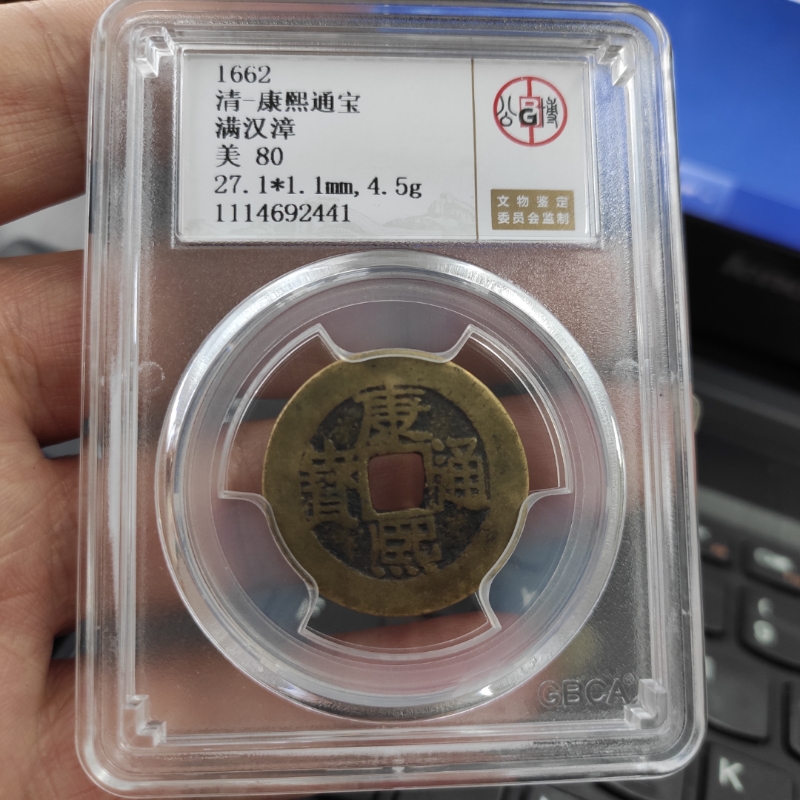 1662
清-康熙通宝
满汉漳
美 80
27.1*1.1mm, 4.5g
1114692441
公博
BG
文物鉴定
委员会监制
康熙通寶
GBCA
K